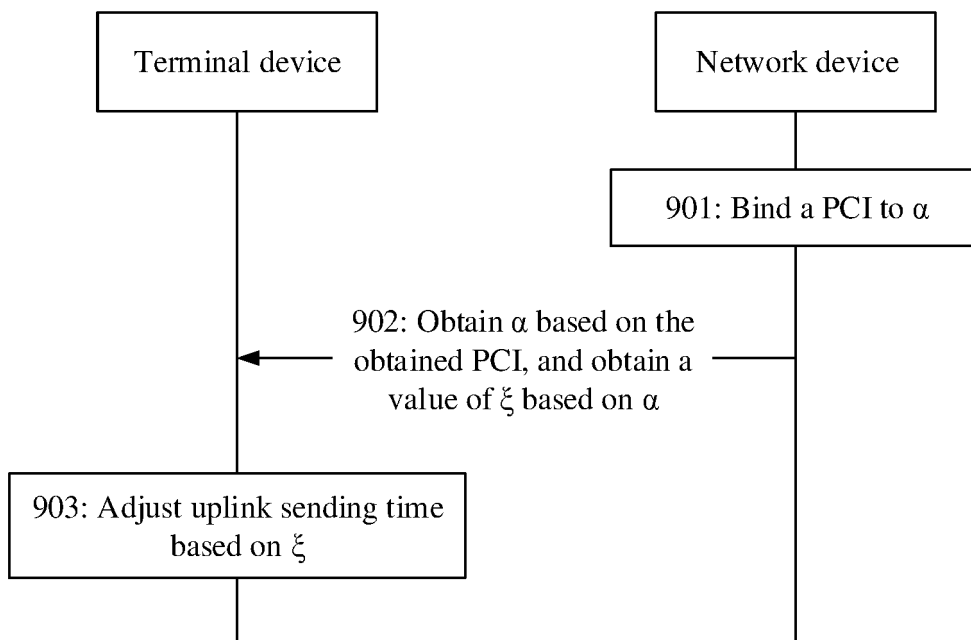 Terminal device
Network device
901: Bind a PCI to α
902: Obtain α based on the
obtained PCI, and obtain a
value of ξ based on α
903: Adjust uplink sending time
based on ξ